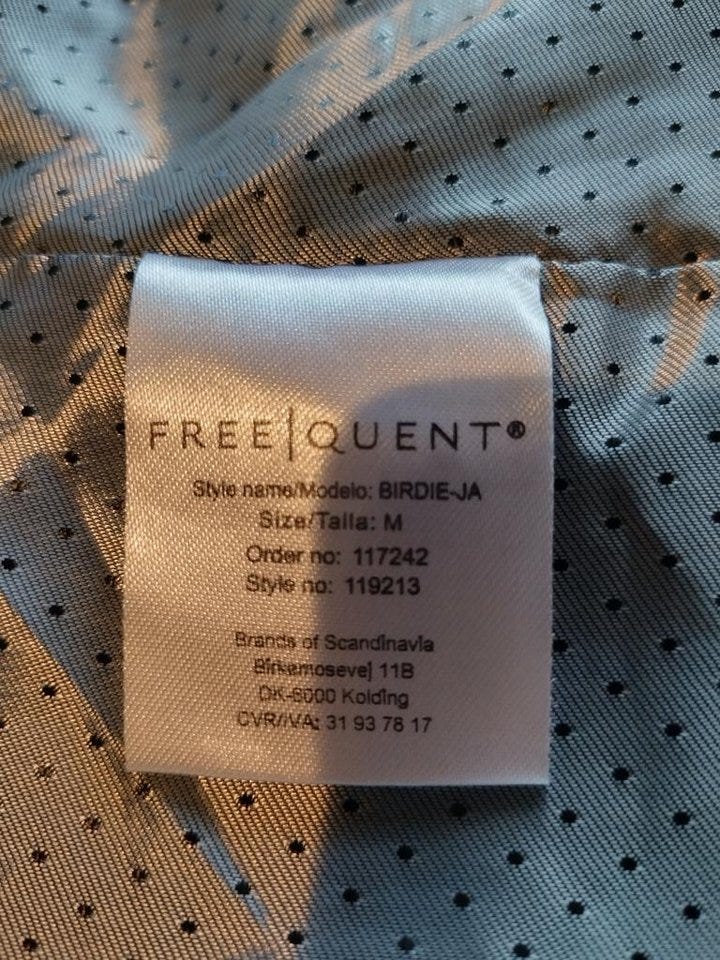 FREE|QUENT®
Style name/Modelo: BIRDIE-JA
Size/Talla: M
Order no: 117242
Style no: 119213
Brands of Scandinavia
Birkemosevej 11B
DK-6000 Kolding
CVR/IVA: 31 93 78 17